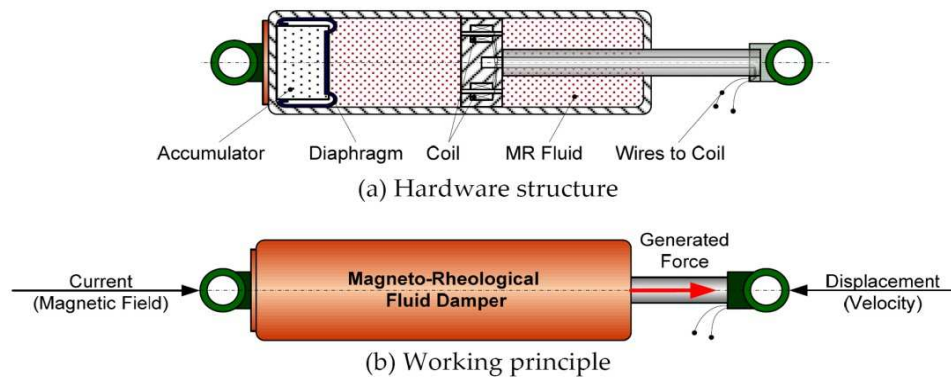 Accumulator
Diaphragm
Coil
MR Fluid
Wires to Coil
(a) Hardware structure
Current
(Magnetic Field)
Magneto-Rheological
Fluid Damper
Generated
Force
Displacement
(Velocity)
(b) Working principle